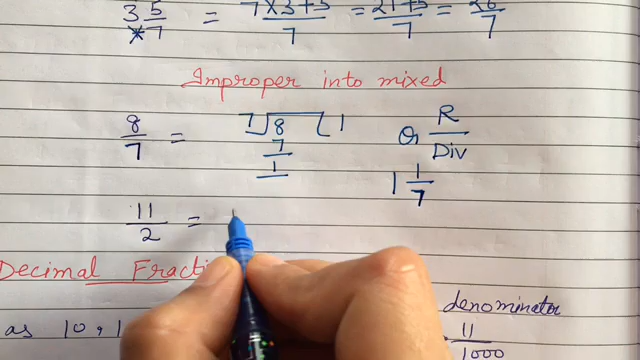 3 5/7 = 7×3+5/7 = 21+5/7 = 26/7
Improper into mixed
8/7 = 7)8(1 Or R/Div
7
1 1 1/7
11/2 =
Decimal Fracti
denominator
as 10, 1 11/1000